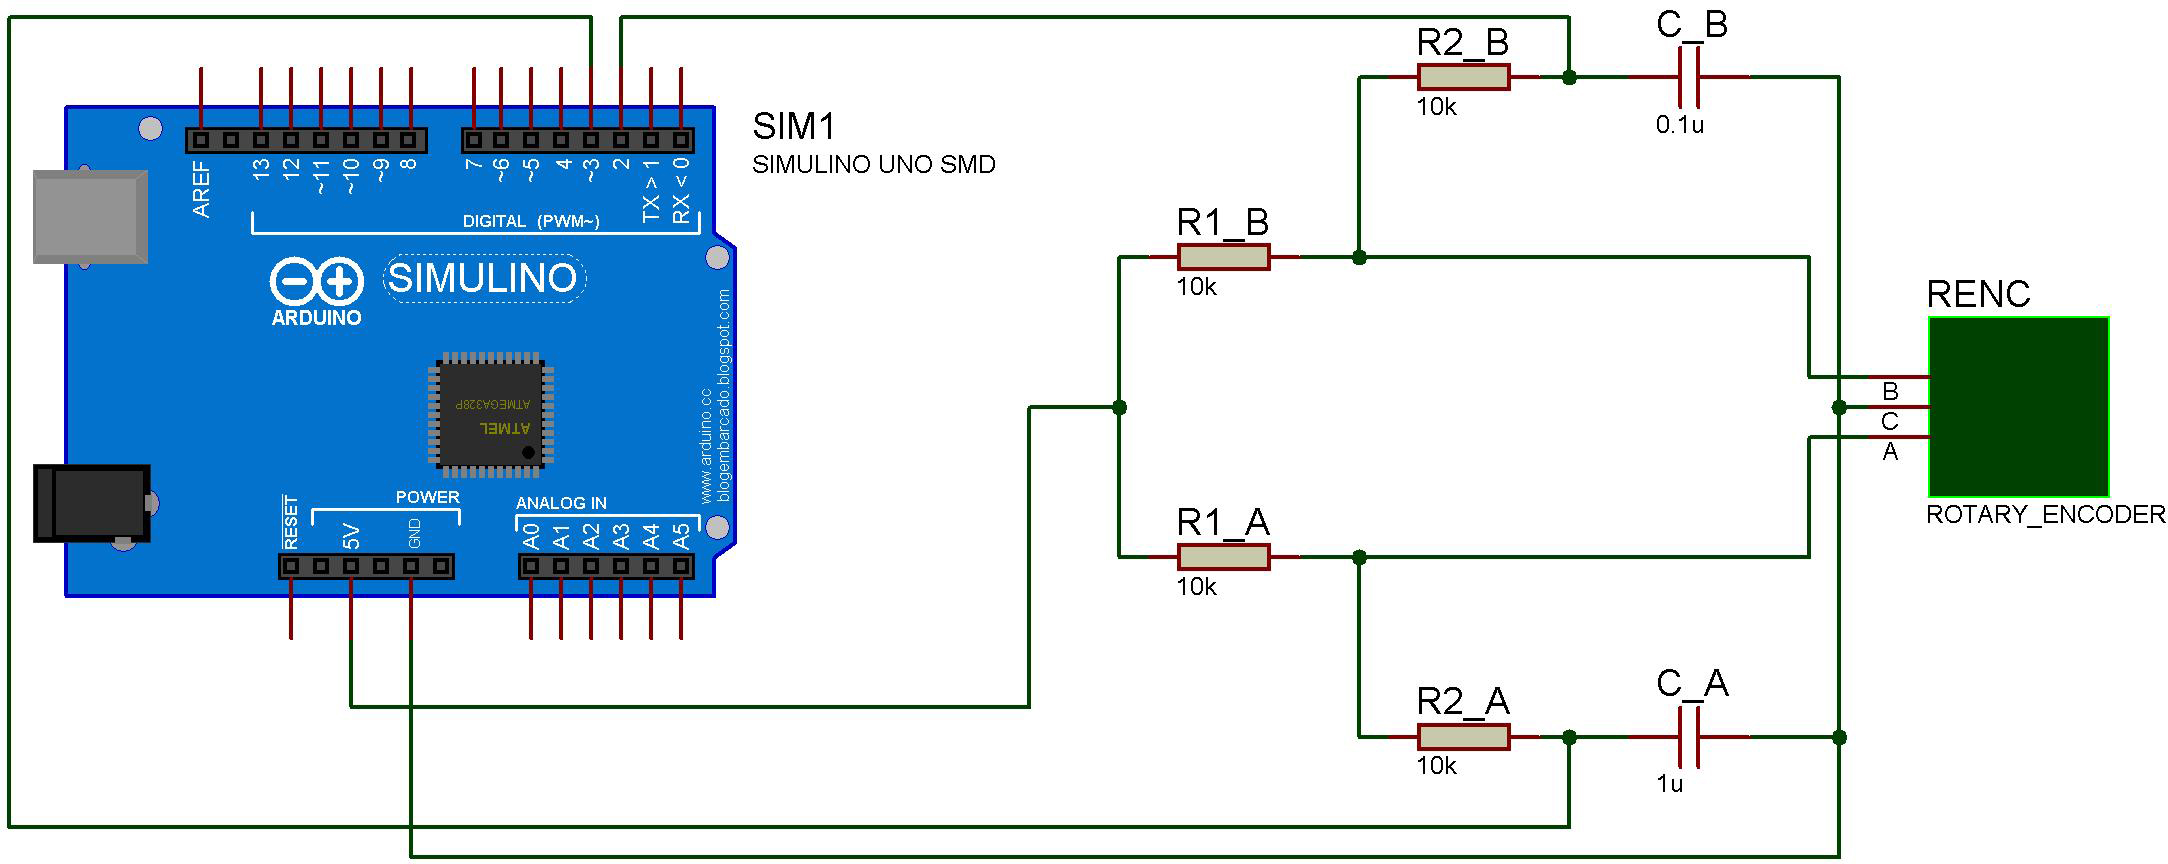 C_B
R2_B
10k
0.1u
SIM1
SIMULINO UNO SMD
AREF
13
12
~11
~10
~9
8
7
~6
~5
4
~3
2
TX > 1
RX < 0
DIGITAL (PWM~)
R1_B
10k
SIMULINO
ARDUINO
www.arduino.cc
blogembarcado.blogspot.com
RENC
B
C
A
ROTARY_ENCODER
ATMEGA328P
ATMEL
RESET
POWER
5V
GND
ANALOG IN
A0
A1
A2
A3
A4
A5
R1_A
10k
R2_A
10k
C_A
1u